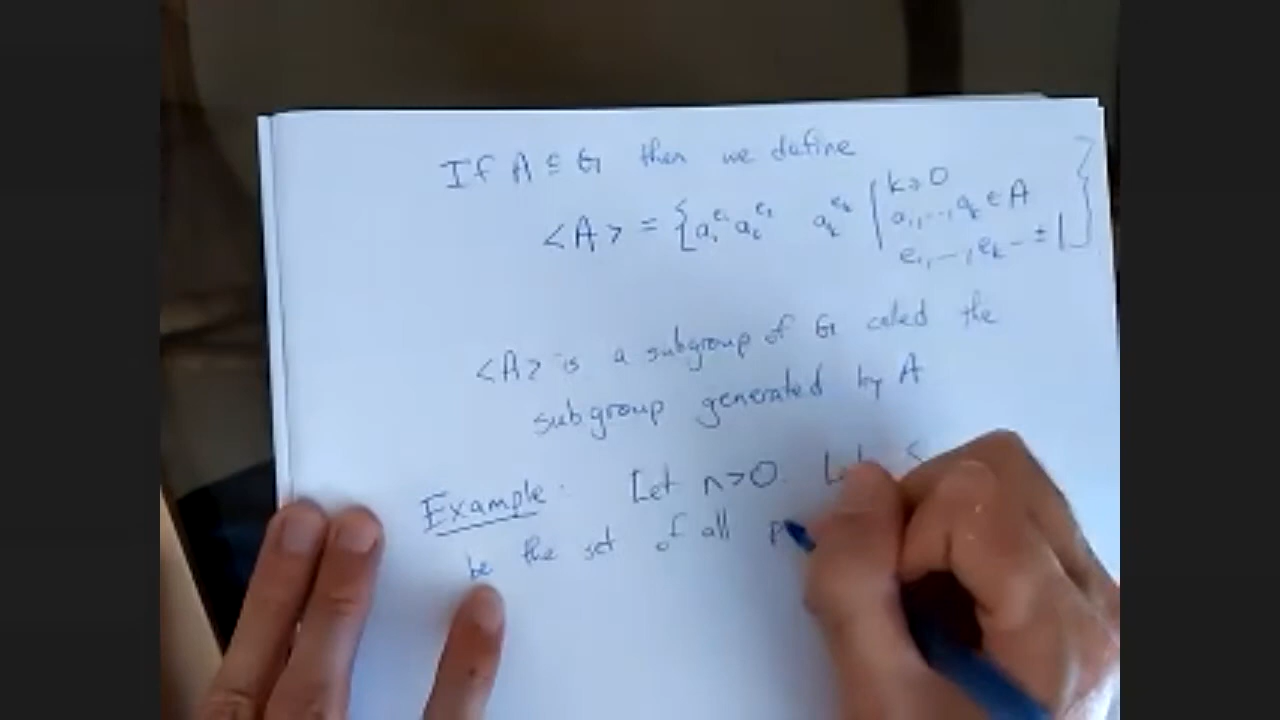 If A ⊆ G then we define
<A> = { a₁^e₁ a₂^e₂ a_k^e_k | k ≥ 0
a₁, ..., a_k ∈ A
e₁, ..., e_k = ±1 }
<A> is a subgroup of G called the
subgroup generated by A
Example: Let n>0. Let S
be the set of all p